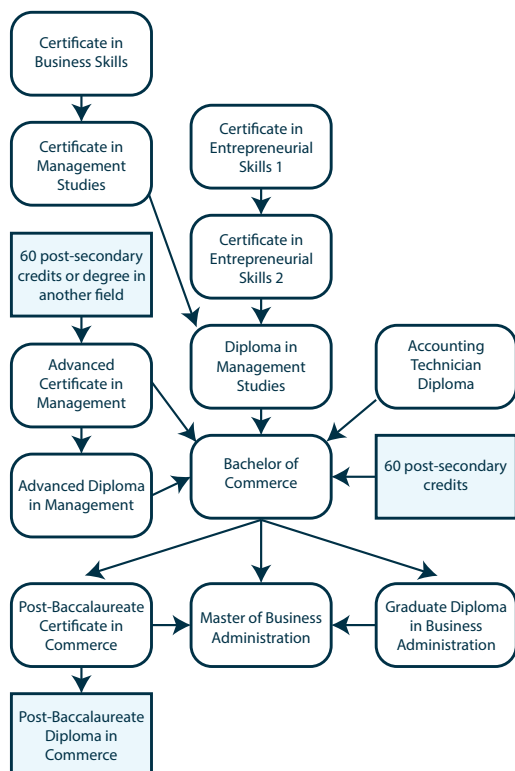 Certificate in
Business Skills
Certificate in
Management
Studies
Certificate in
Entrepreneurial
Skills 1
60 post-secondary
credits or degree in
another field
Certificate in
Entrepreneurial
Skills 2
Advanced
Certificate in
Management
Diploma in
Management
Studies
Accounting
Technician
Diploma
Advanced Diploma
in Management
Bachelor of
Commerce
60 post-secondary
credits
Post-Baccalaureate
Certificate in
Commerce
Master of Business
Administration
Graduate Diploma
in Business
Administration
Post-Baccalaureate
Diploma in
Commerce